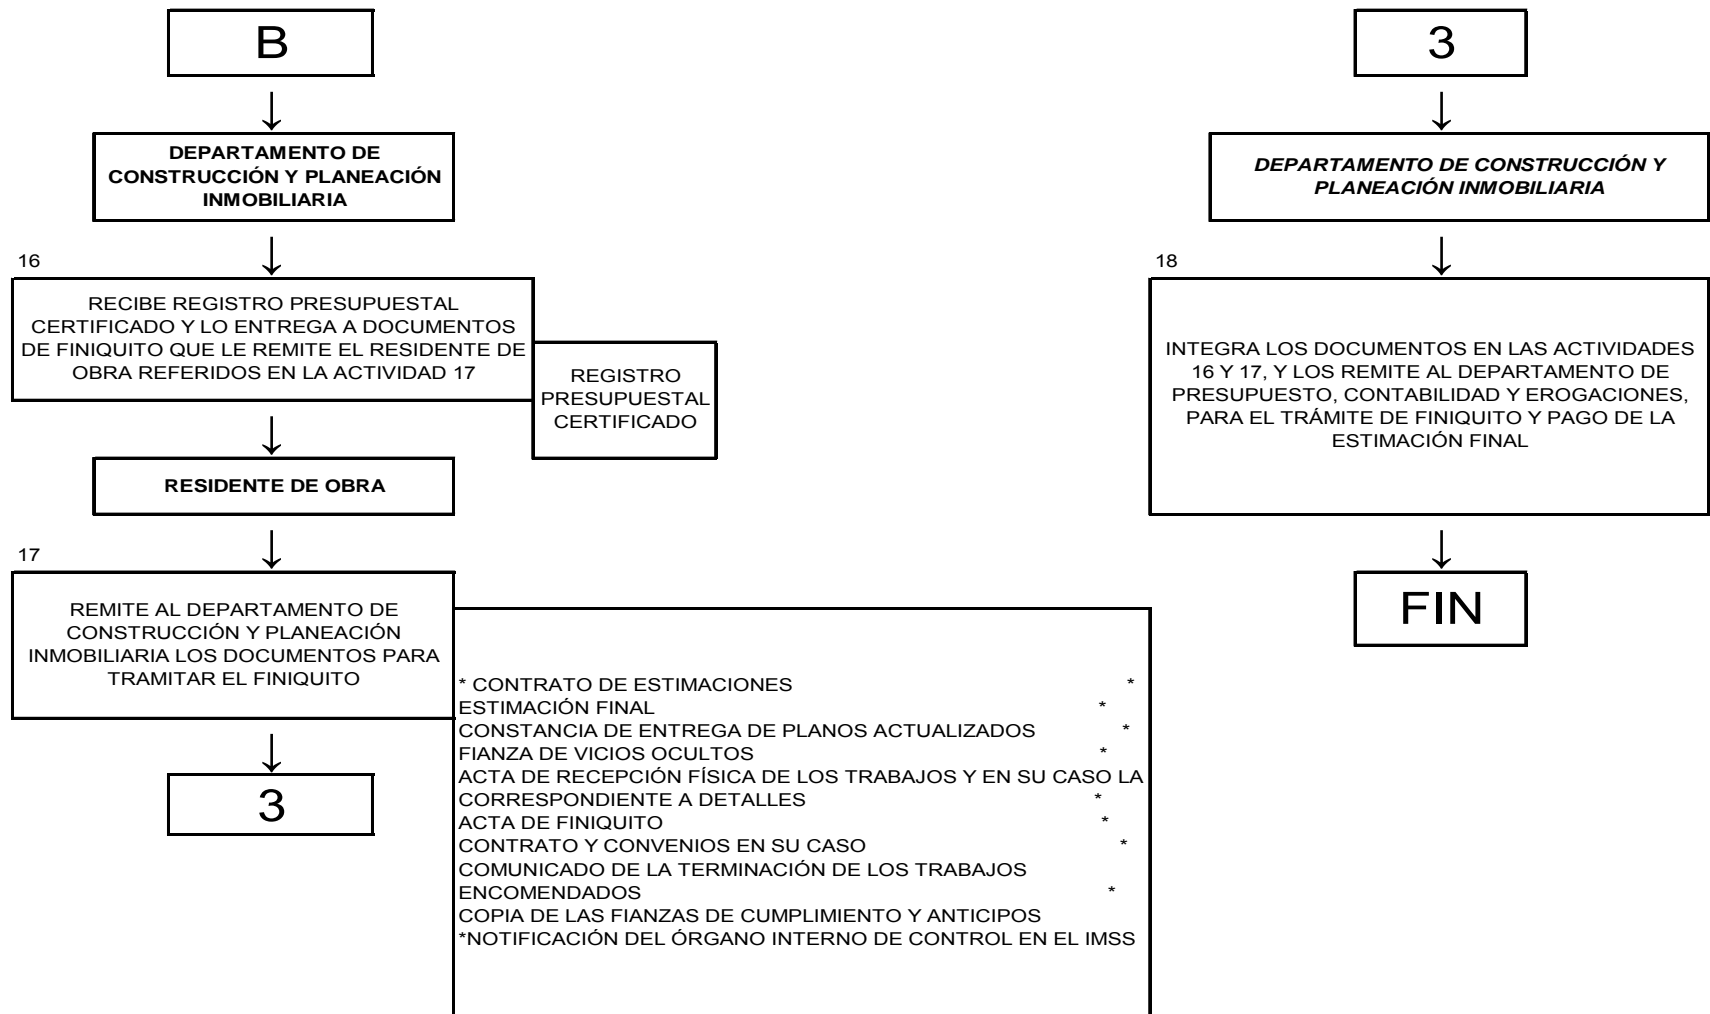 B
DEPARTAMENTO DE
CONSTRUCCIÓN Y PLANEACIÓN
INMOBILIARIA
16
RECIBE REGISTRO PRESUPUESTAL
CERTIFICADO Y LO ENTREGA A DOCUMENTOS
DE FINIQUITO QUE LE REMITE EL RESIDENTE DE
OBRA REFERIDOS EN LA ACTIVIDAD 17
REGISTRO
PRESUPUESTAL
CERTIFICADO
RESIDENTE DE OBRA
17
REMITE AL DEPARTAMENTO DE
CONSTRUCCIÓN Y PLANEACIÓN
INMOBILIARIA LOS DOCUMENTOS PARA
TRAMITAR EL FINIQUITO
* CONTRATO DE ESTIMACIONES *
ESTIMACIÓN FINAL *
CONSTANCIA DE ENTREGA DE PLANOS ACTUALIZADOS *
FIANZA DE VICIOS OCULTOS *
ACTA DE RECEPCIÓN FÍSICA DE LOS TRABAJOS Y EN SU CASO LA
CORRESPONDIENTE A DETALLES *
ACTA DE FINIQUITO *
CONTRATO Y CONVENIOS EN SU CASO *
COMUNICADO DE LA TERMINACIÓN DE LOS TRABAJOS
ENCOMENDADOS *
COPIA DE LAS FIANZAS DE CUMPLIMIENTO Y ANTICIPOS
*NOTIFICACIÓN DEL ÓRGANO INTERNO DE CONTROL EN EL IMSS
3
3
DEPARTAMENTO DE CONSTRUCCIÓN Y
PLANEACIÓN INMOBILIARIA
18
INTEGRA LOS DOCUMENTOS EN LAS ACTIVIDADES
16 Y 17, Y LOS REMITE AL DEPARTAMENTO DE
PRESUPUESTO, CONTABILIDAD Y EROGACIONES,
PARA EL TRÁMITE DE FINIQUITO Y PAGO DE LA
ESTIMACIÓN FINAL
FIN